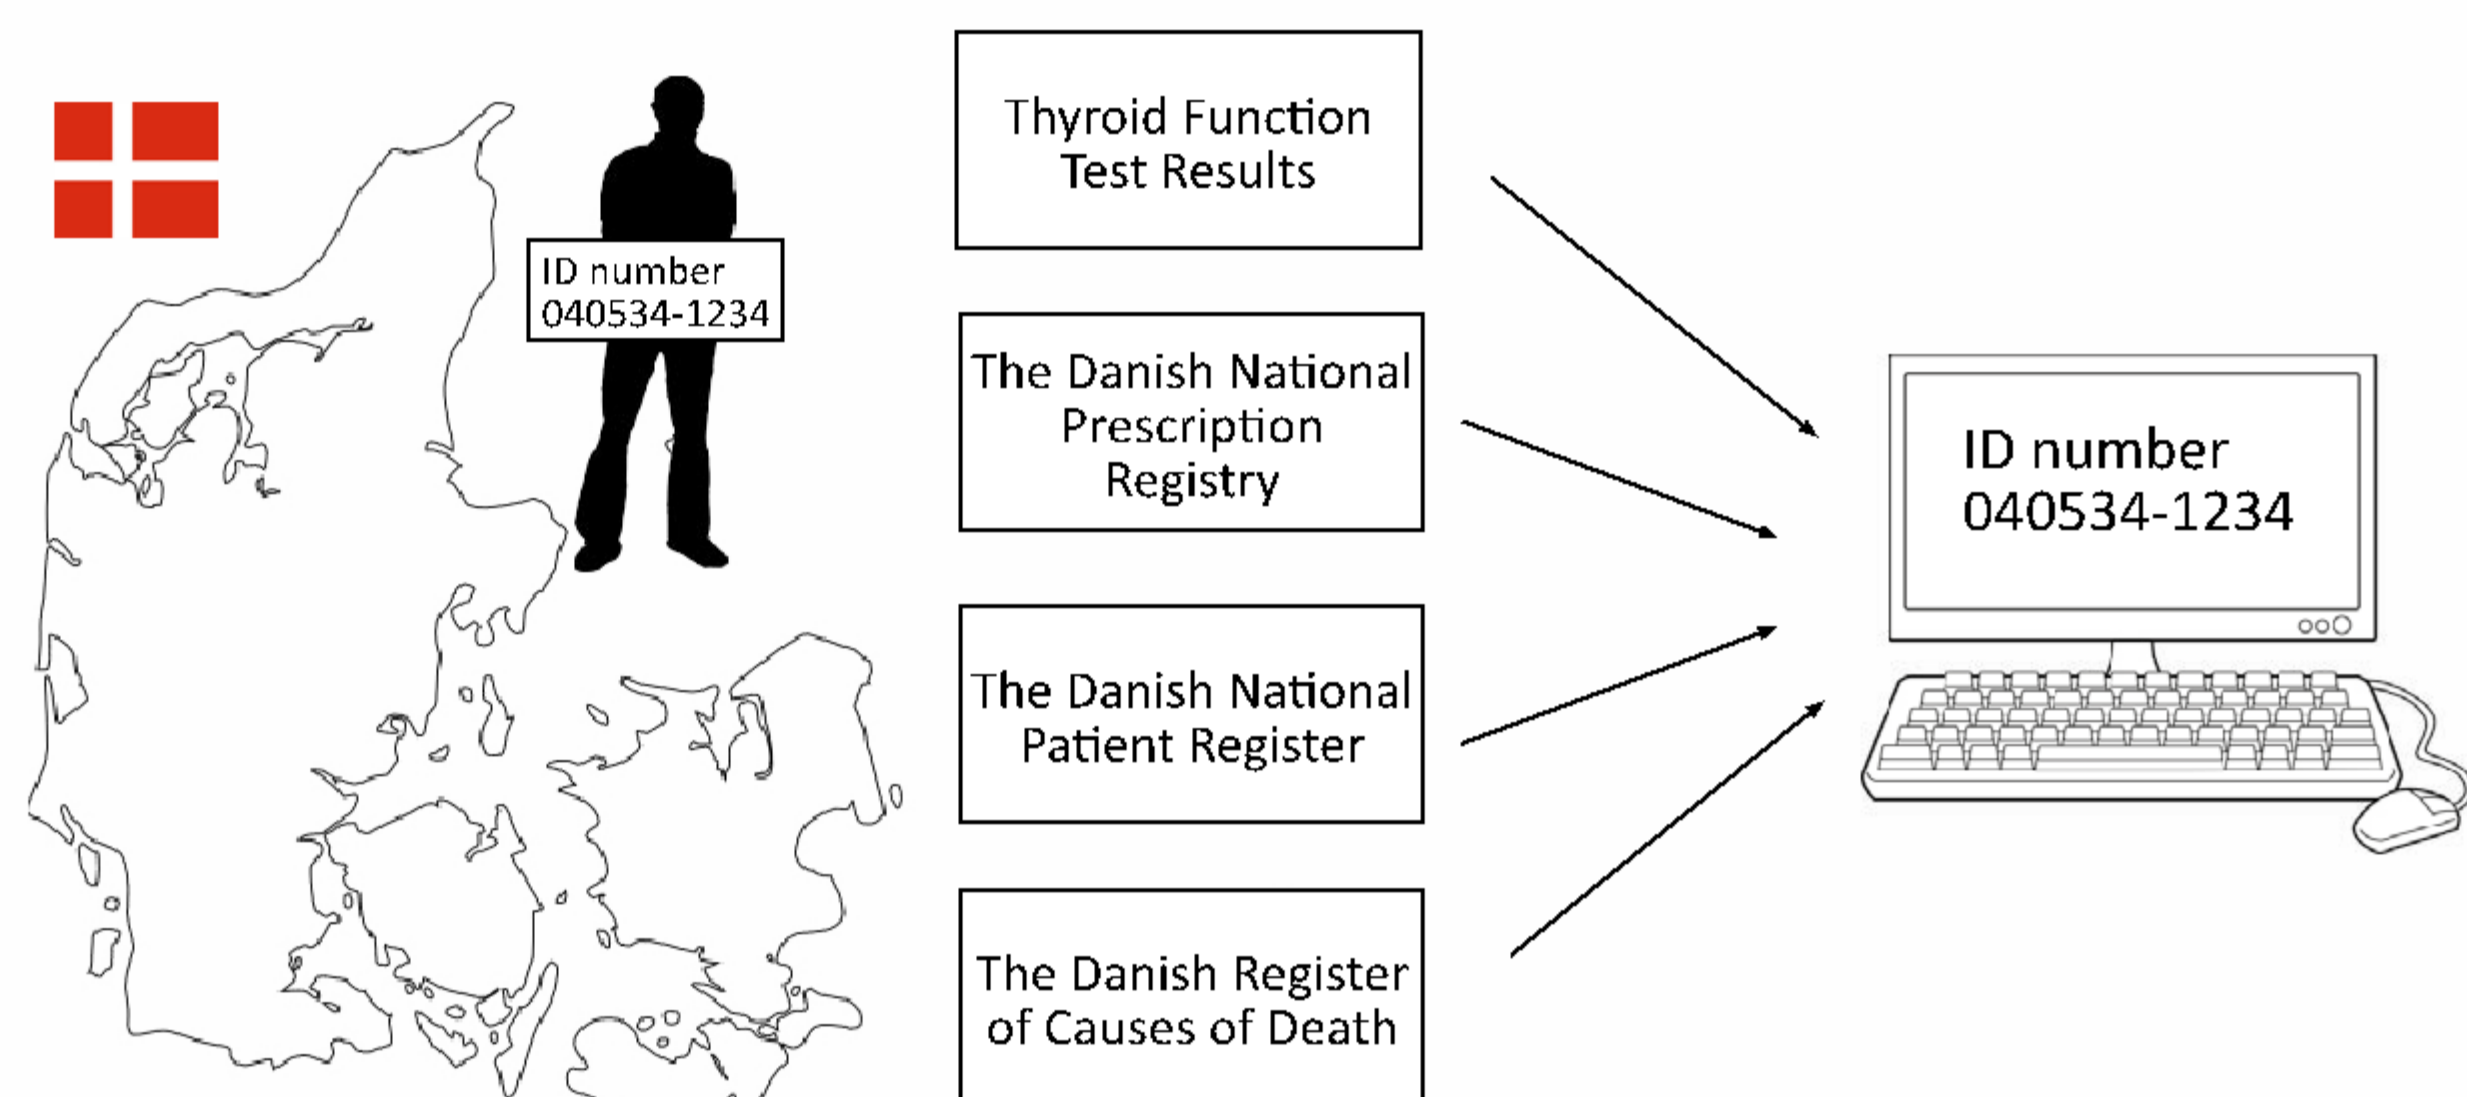 ID number
040534-1234
Thyroid Function
Test Results
The Danish National
Prescription
Registry
The Danish National
Patient Register
The Danish Register
of Causes of Death
ID number
040534-1234